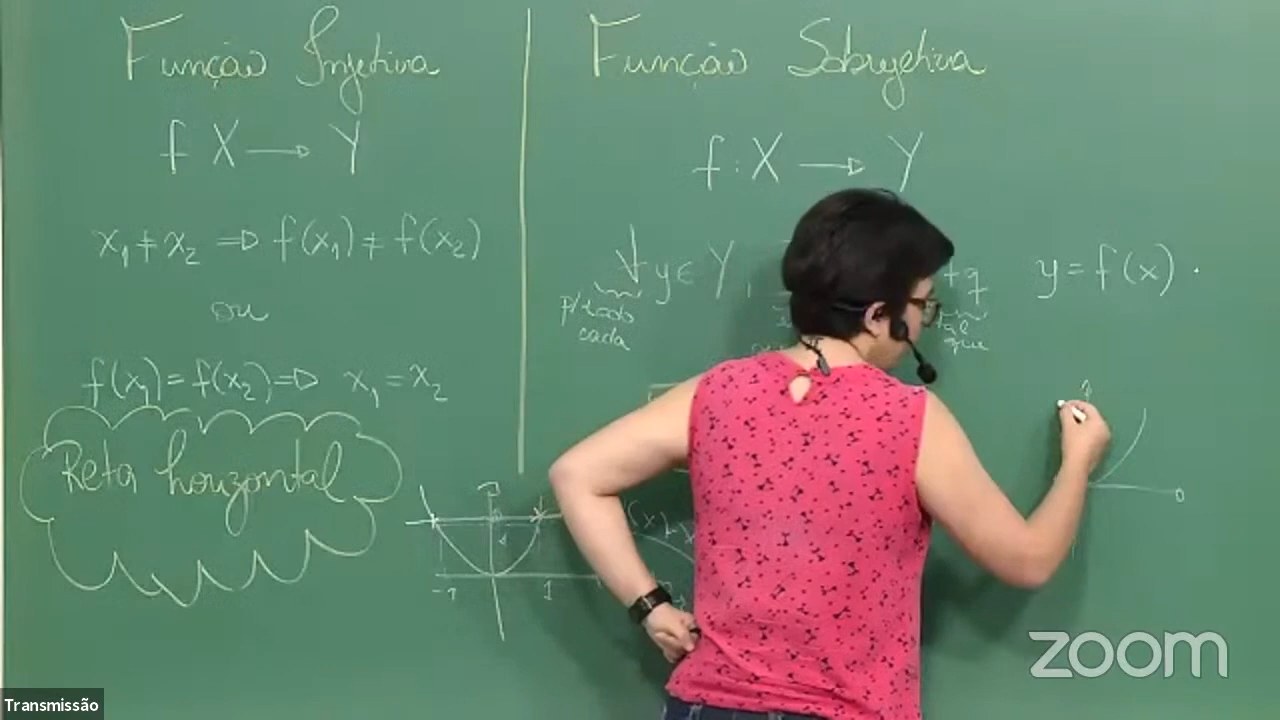 Função Injetiva
f X → Y
x₁ ≠ x₂ ⇒ f(x₁) ≠ f(x₂)
ou
f(x₁) = f(x₂) ⇒ x₁ = x₂
Reta horizontal
-1 1
Função Sobrejetiva
f : X → Y
∀ y ∈ Y, tq y = f(x).
p/ todo tal
cada que
zoom
Transmissão